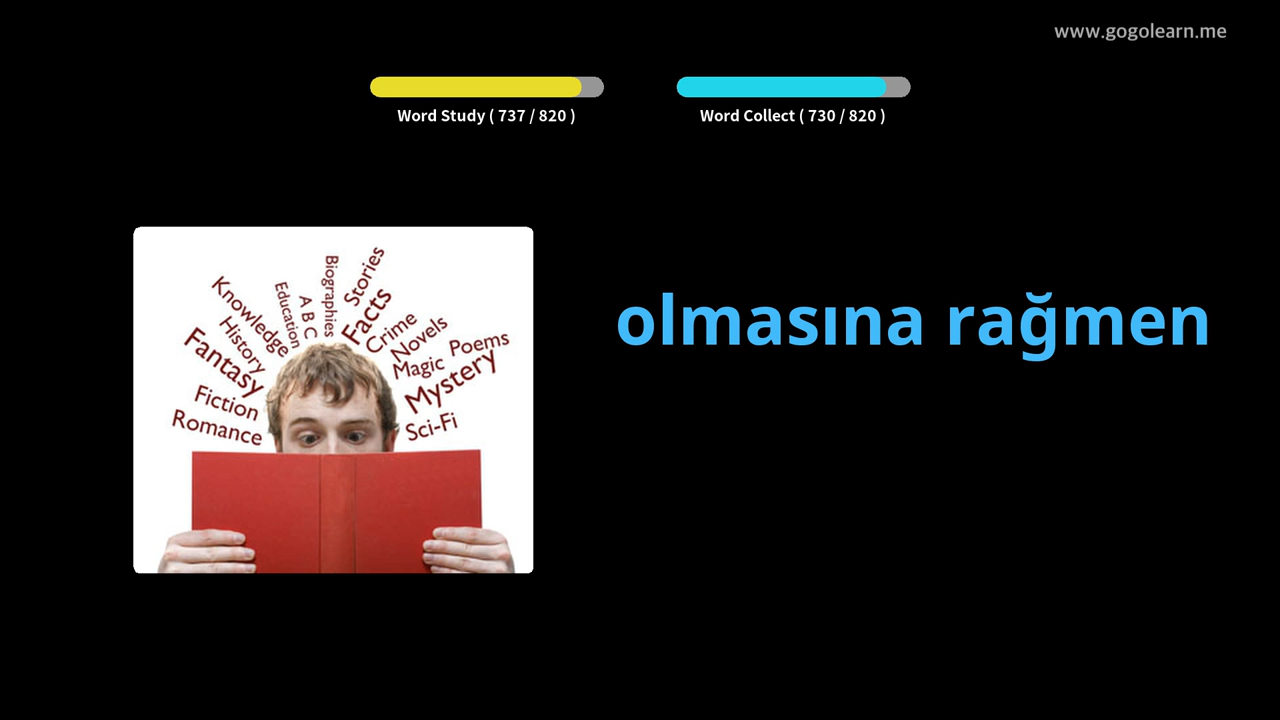 www.gogolearn.me
Word Study ( 737 / 820 )
Word Collect ( 730 / 820 )
olmasına rağmen
Knowledge
History
Fantasy
Fiction
Romance
Education
A B C
Biographies
Stories
Facts
Crime
Novels
Magic
Poems
Mystery
Sci-Fi